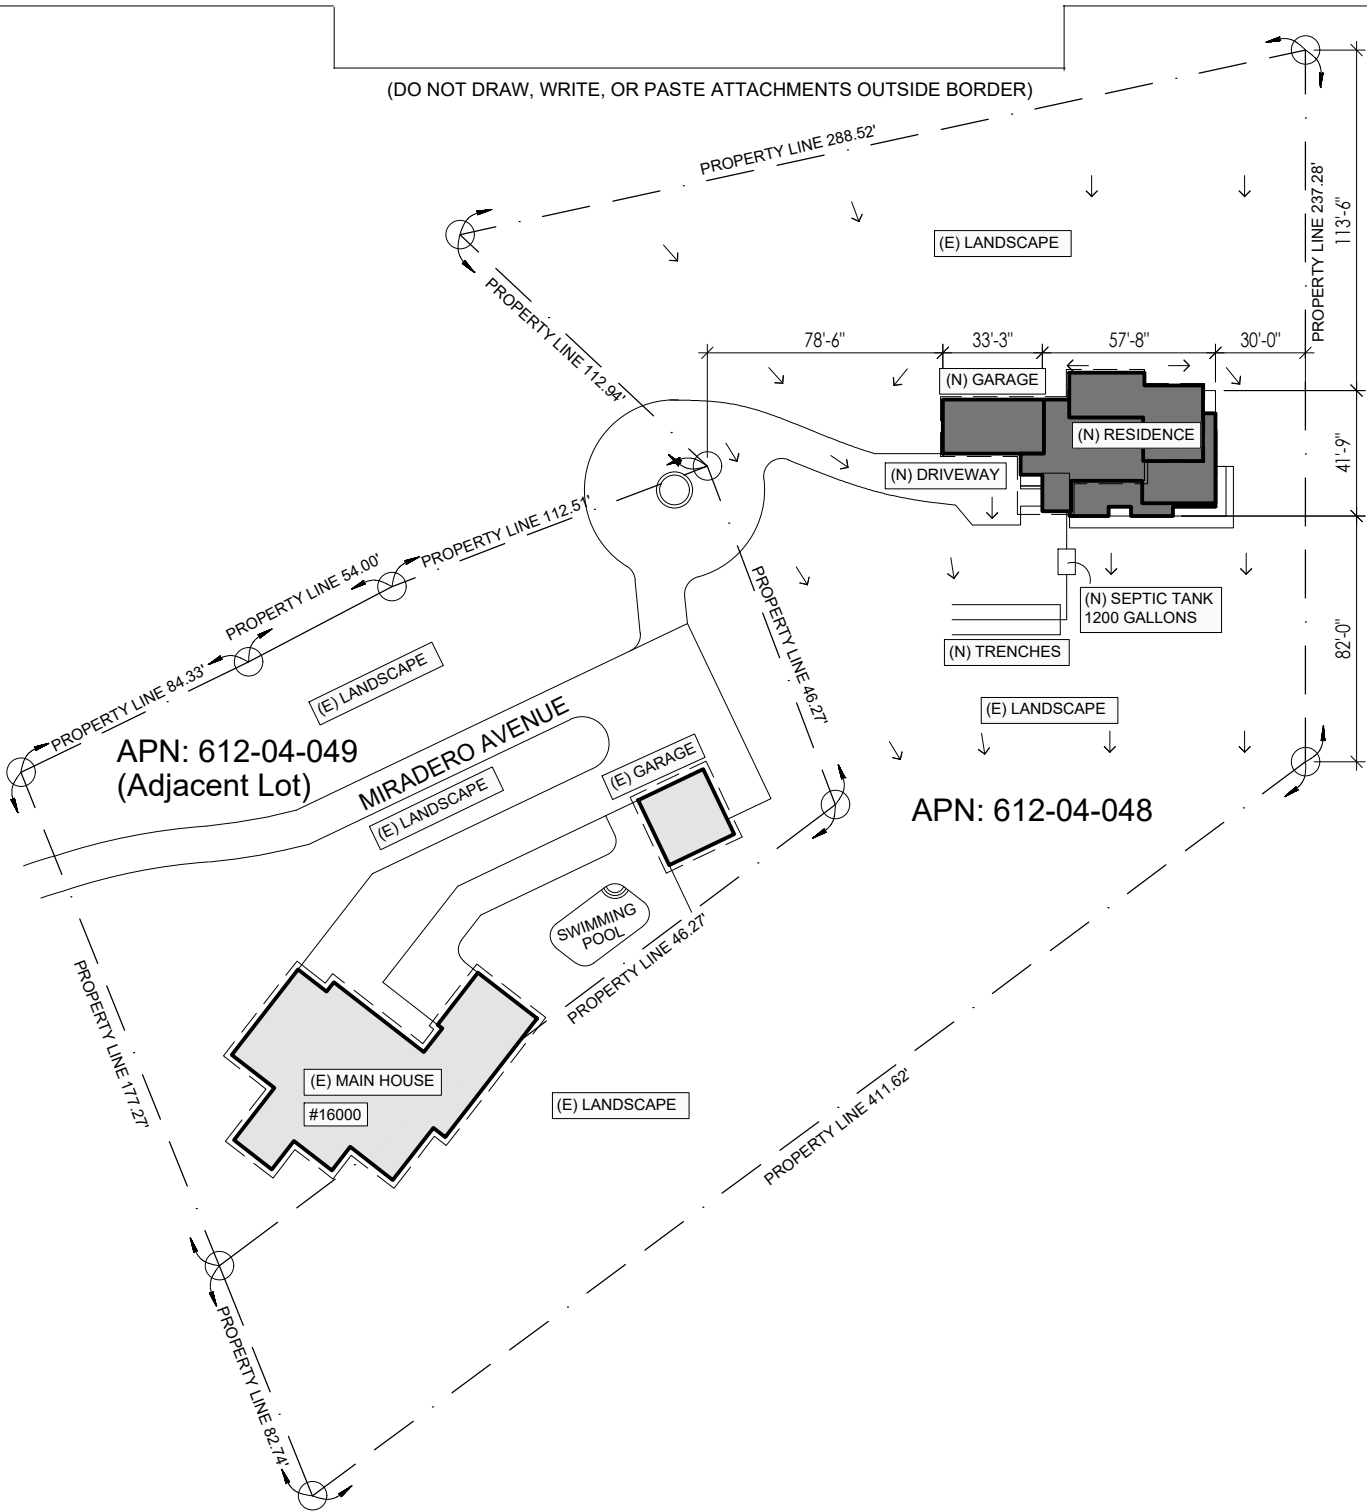 (DO NOT DRAW, WRITE, OR PASTE ATTACHMENTS OUTSIDE BORDER)
PROPERTY LINE 288.52'
PROPERTY LINE 237.28'
113'-6"
(E) LANDSCAPE
PROPERTY LINE 112.94'
78'-6"
33'-3"
57'-8"
30'-0"
(N) GARAGE
(N) RESIDENCE
(N) DRIVEWAY
41'-9"
PROPERTY LINE 112.51'
PROPERTY LINE 54.00'
PROPERTY LINE 84.33'
(E) LANDSCAPE
PROPERTY LINE 46.27'
(N) SEPTIC TANK
1200 GALLONS
(N) TRENCHES
82'-0"
(E) LANDSCAPE
APN: 612-04-049
(Adjacent Lot)
MIRADERO AVENUE
(E) LANDSCAPE
(E) GARAGE
APN: 612-04-048
SWIMMING
POOL
PROPERTY LINE 46.27'
PROPERTY LINE 177.27'
(E) MAIN HOUSE
#16000
(E) LANDSCAPE
PROPERTY LINE 411.62'
PROPERTY LINE 82.74'